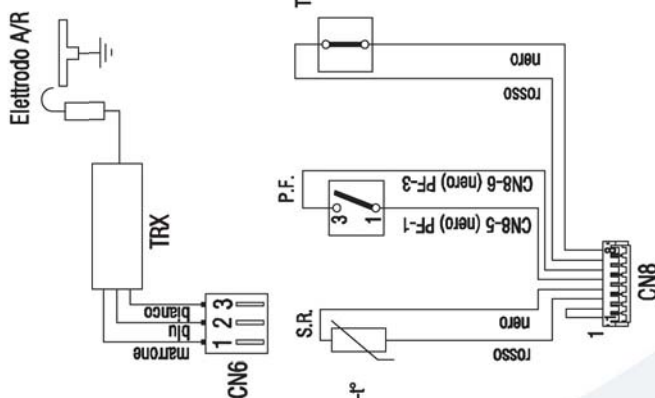 Elettrodo A/R
TRX
marrone
blu
bianco
1 2 3
CN6
T
nero
rosso
P.F.
3
1
CN8-6 (nero) PF-3
CN8-5 (nero) PF-1
S.R.
-t°
nero
rosso
1
8
CN8